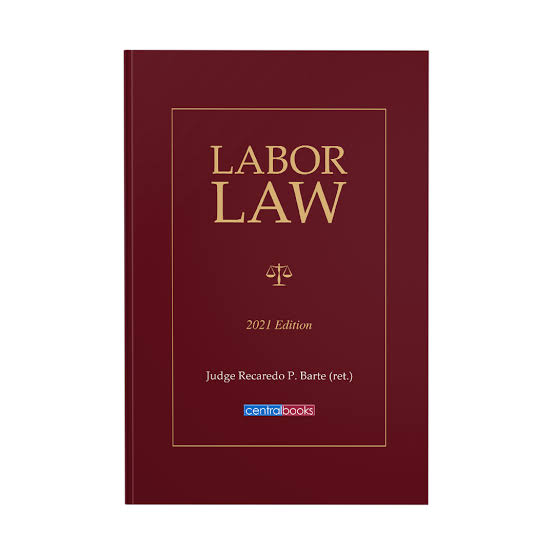 LABOR
LAW
2021 Edition
Judge Recaredo P. Barte (ret.)
centralbooks